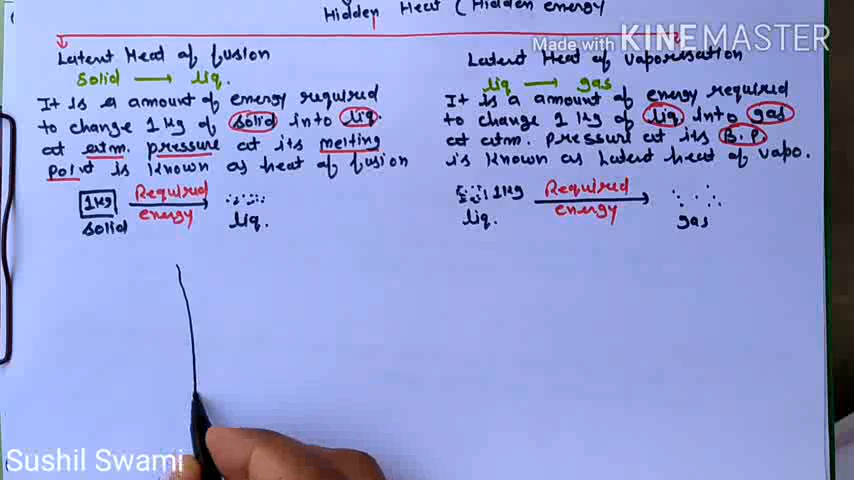 Hidden Heat (Hidden energy
Made with KINEMASTER
Latent Heat of fusion
solid → liq.
It is a amount of energy required
to change 1 Kg of solid into liq.
at atm. pressure at its melting
point is known as heat of fusion
1Kg Required energy
solid liq.
Latent Heat of vaporisation
liq → gas
It is a amount of energy required
to change 1 Kg of liq into gas
at atm. pressure at its B.P
is known as Latent heat of vapo.
1Kg Required energy
liq. gas
Sushil Swami